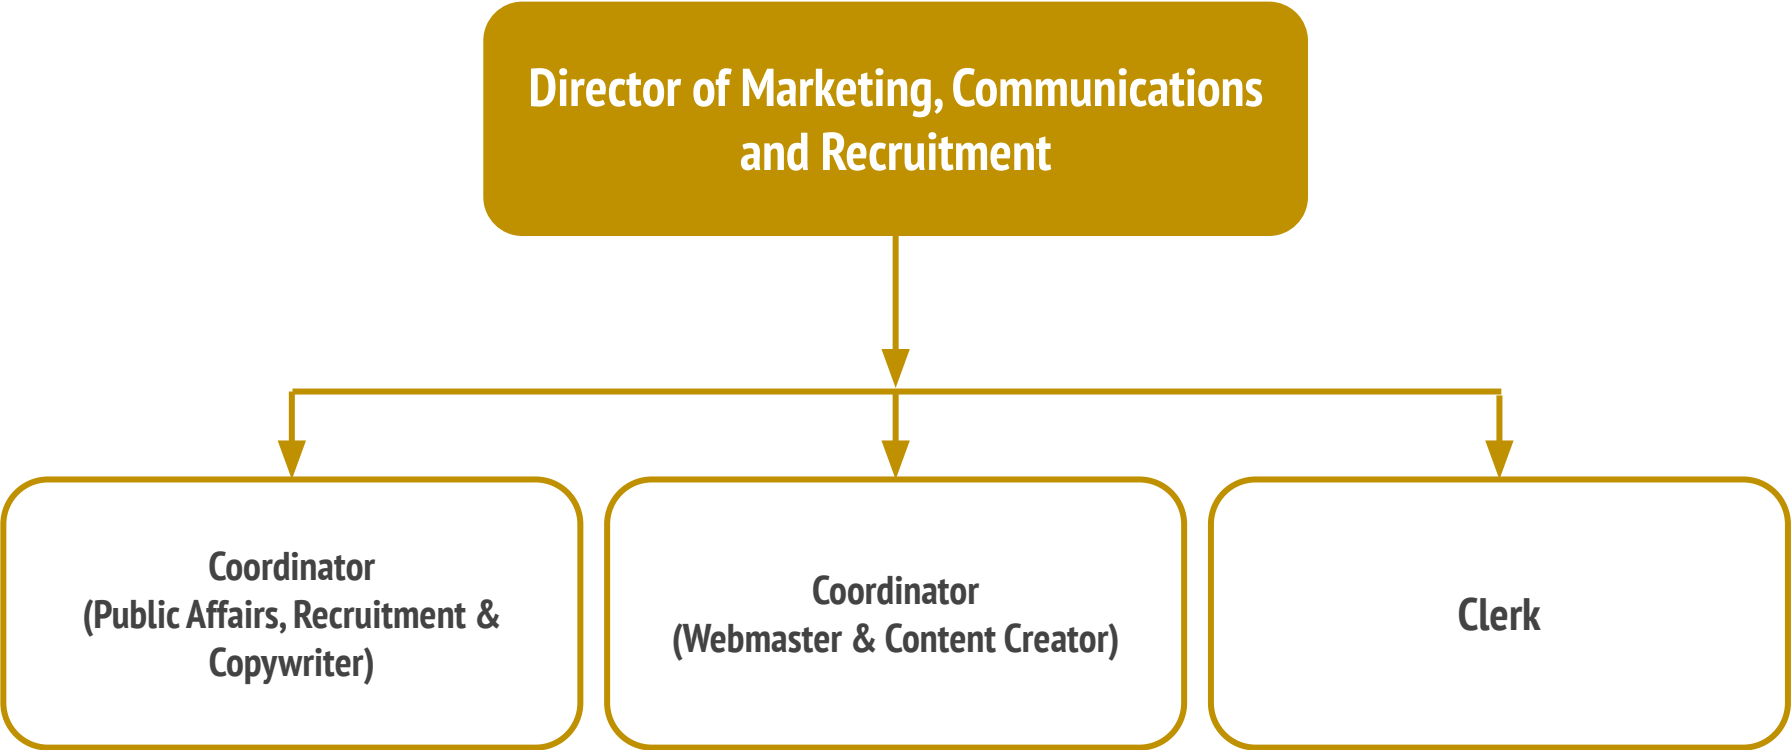 Director of Marketing, Communications
and Recruitment
Coordinator
(Public Affairs, Recruitment &
Copywriter)
Coordinator
(Webmaster & Content Creator)
Clerk